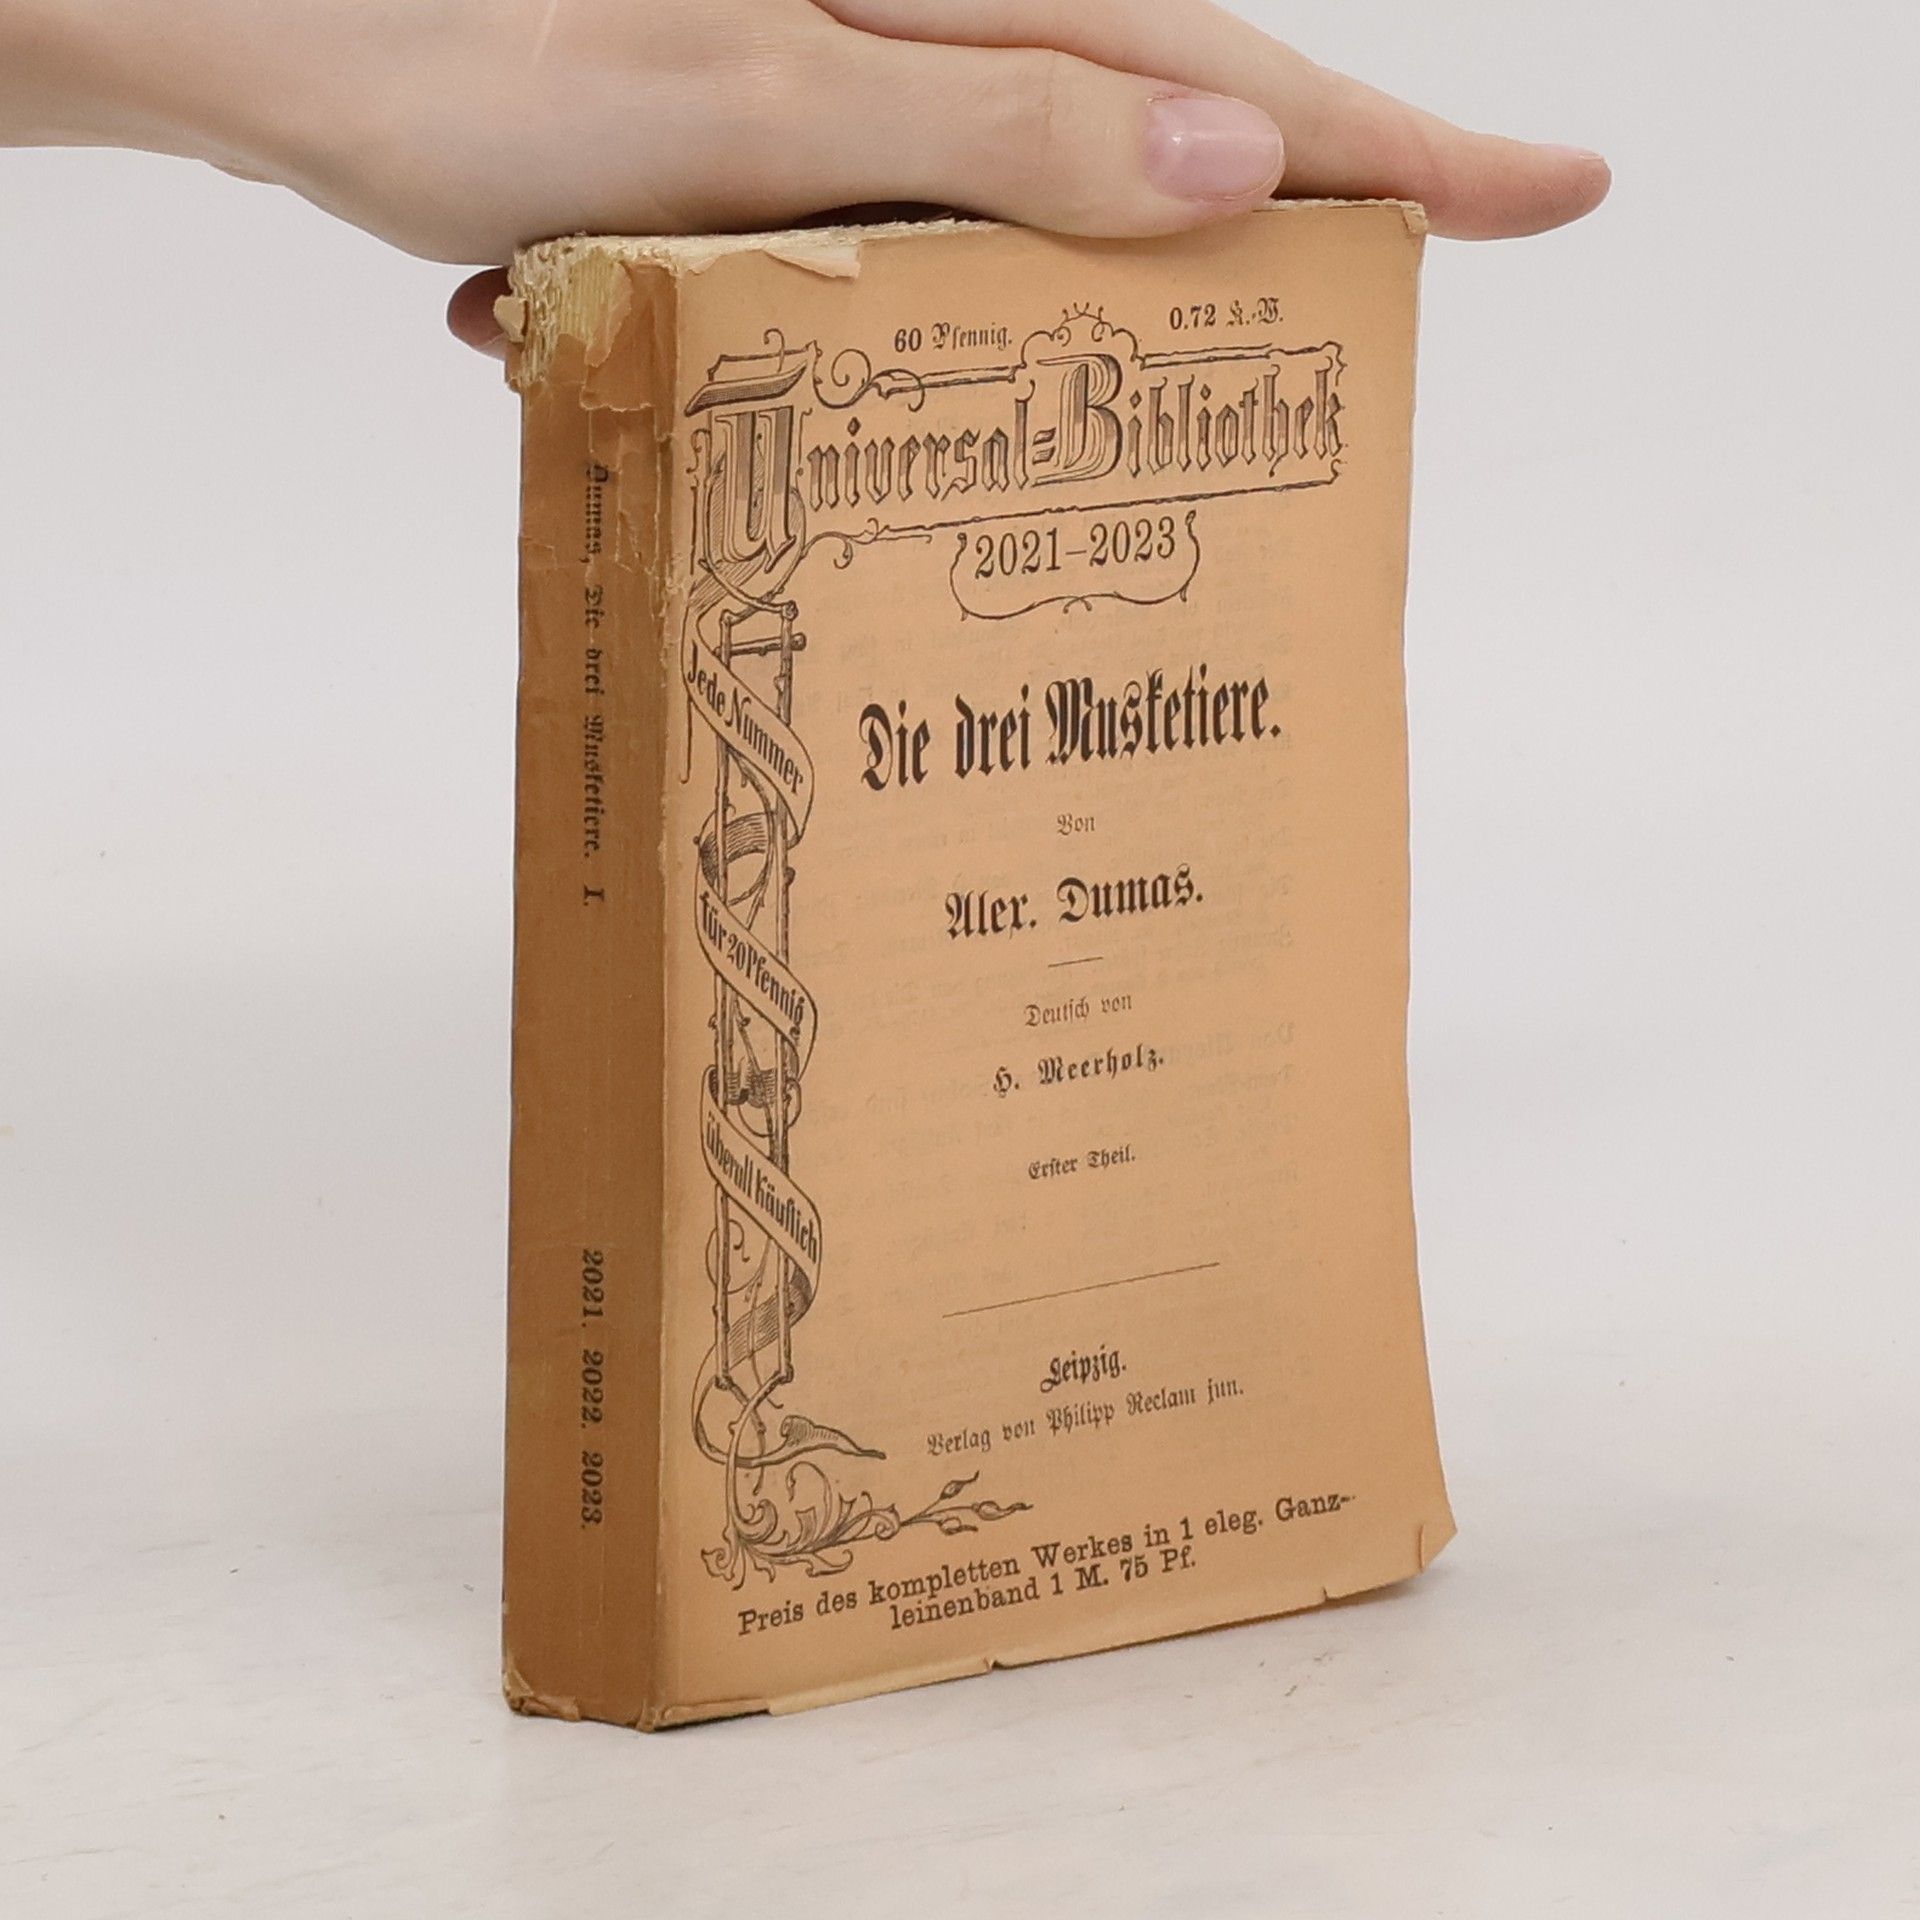 60 Pfennig.
0.72 K.-W.
Universal-Bibliothek
2021–2023
Jede Nummer
für 20 Pfennig
überall käuflich
Die drei Musketiere.
Von
Alex. Dumas.
Deutsch von
H. Meerholz.
Erster Theil.
Leipzig.
Verlag von Philipp Reclam jun.
Preis des kompletten Werkes in 1 eleg. Ganz-
leinenband 1 M. 75 Pf.
Dumas, Die drei Musketiere. I.
2021. 2022. 2023.